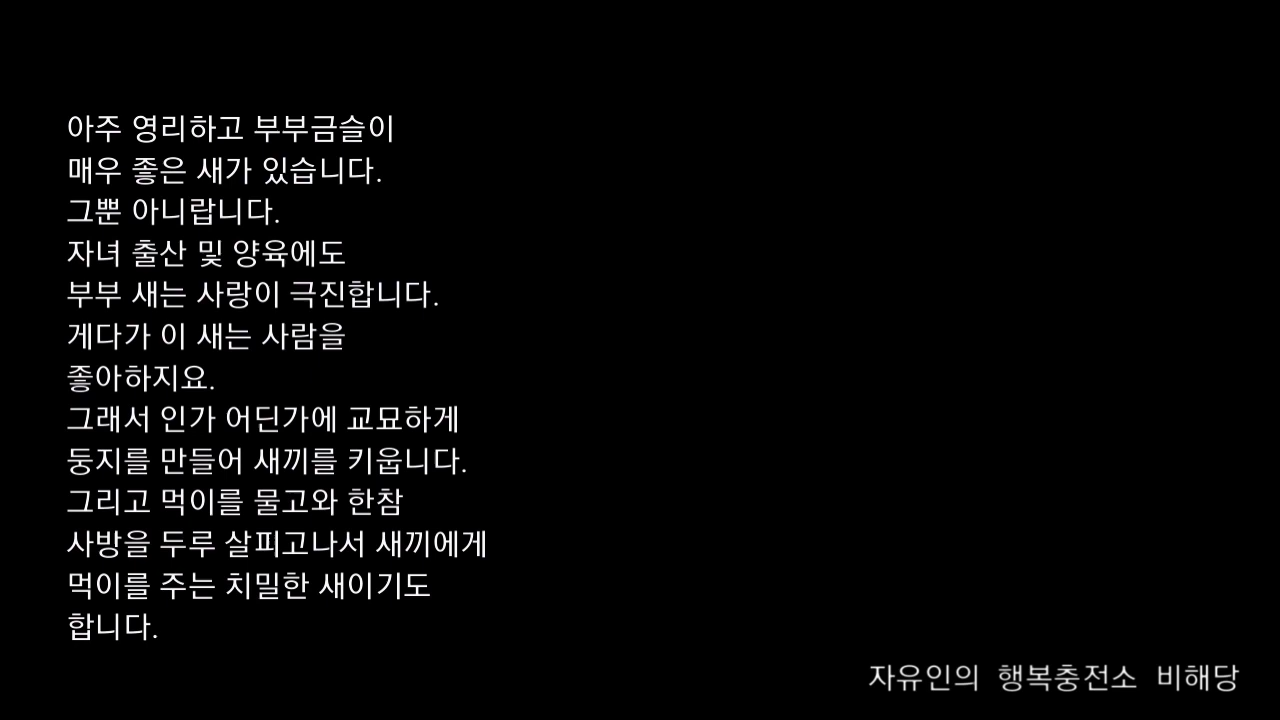 아주 영리하고 부부금슬이
매우 좋은 새가 있습니다.
그뿐 아니랍니다.
자녀 출산 및 양육에도
부부 새는 사랑이 극진합니다.
게다가 이 새는 사람을
좋아하지요.
그래서 인가 어딘가에 교묘하게
둥지를 만들어 새끼를 키웁니다.
그리고 먹이를 물고와 한참
사방을 두루 살피고나서 새끼에게
먹이를 주는 치밀한 새이기도
합니다.
자유인의 행복충전소 비해당